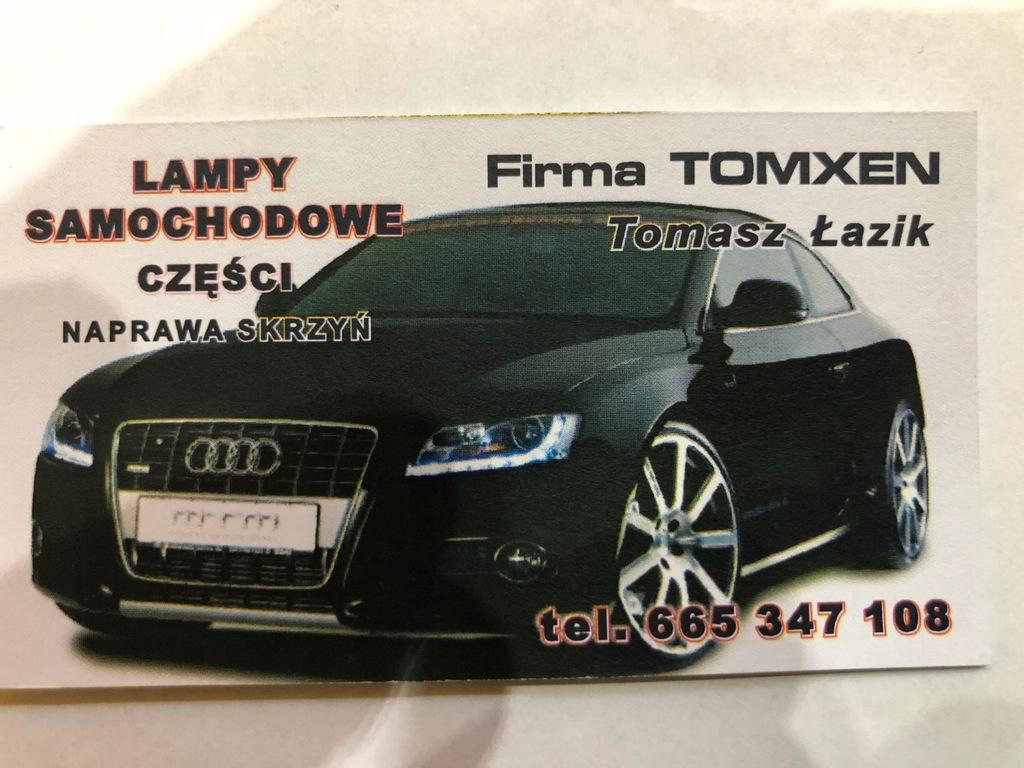 LAMPY
SAMOCHODOWE
CZĘŚCI
NAPRAWA SKRZYŃ
Firma TOMXEN
Tomasz Łazik
tel. 665 347 108